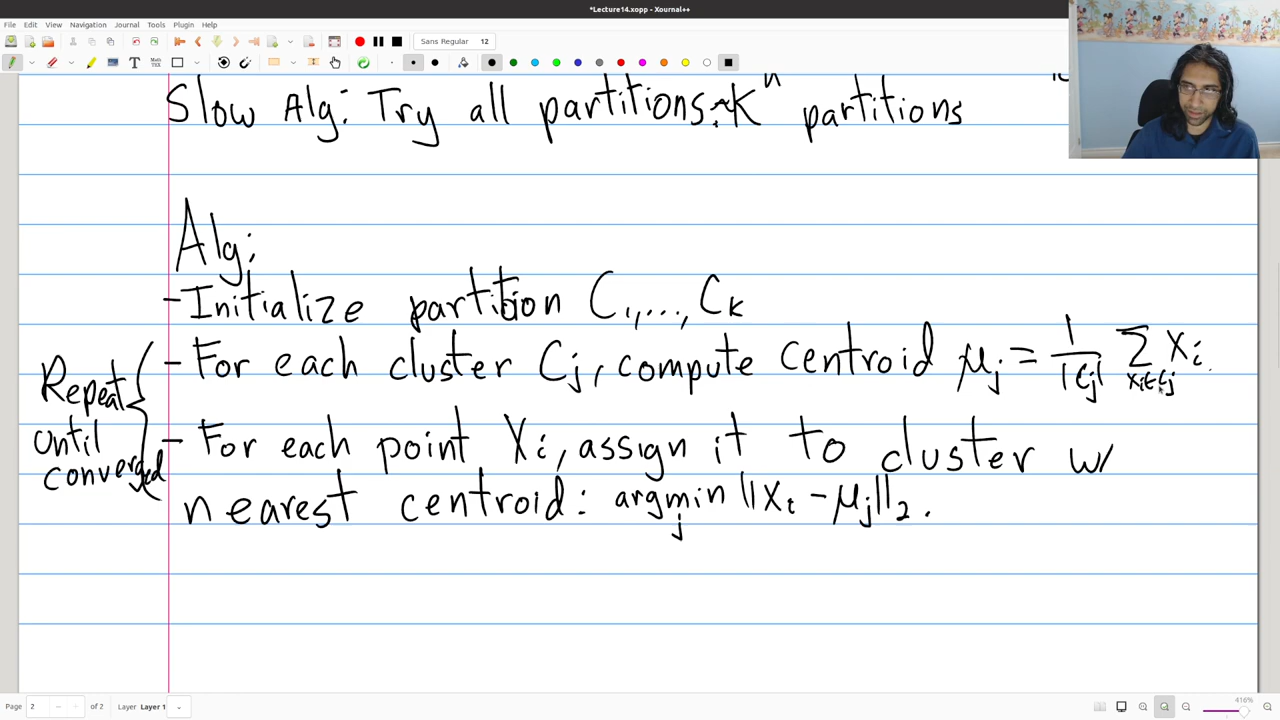 *Lecture14.xopp - Xournal++
File Edit View Navigation Journal Tools Plugin Help
Sans Regular 12
Slow Alg: Try all partitions: ~K^n partitions
Alg:
- Initialize partition C₁, ..., Cₖ
Repeat until converged { - For each cluster Cⱼ, compute centroid μⱼ = 1/|Cⱼ| Σ_{xᵢ∈Cⱼ} Xᵢ
- For each point Xᵢ, assign it to cluster w/
nearest centroid: argmin_j ||Xᵢ - μⱼ||₂.
Page 2 of 2 Layer Layer 1 416%